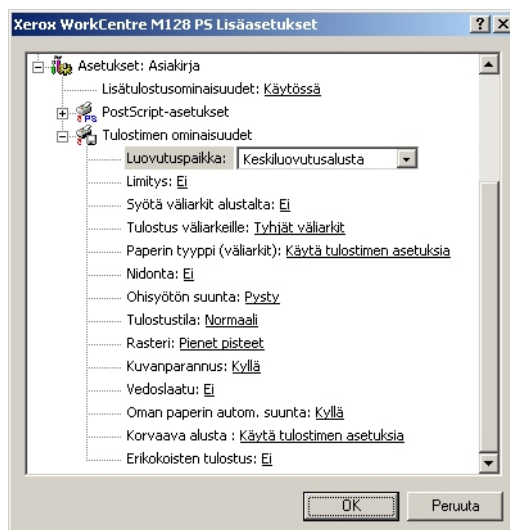 Xerox WorkCentre M128 PS Lisäasetukset
Asetukset: Asiakirja
Lisätulostusominaisuudet: Käytössä
PostScript-asetukset
Tulostimen ominaisuudet
Luovutuspaikka: Keskiluovutusalusta
Limitys: Ei
Syötä väliarkit alustalta: Ei
Tulostus väliarkeille: Tyhjät väliarkit
Paperin tyyppi (väliarkit): Käytä tulostimen asetuksia
Nidonta: Ei
Ohisyötön suunta: Pysty
Tulostustila: Normaali
Rasteri: Pienet pisteet
Kuvanparannus: Kyllä
Vedoslaatu: Ei
Oman paperin autom. suunta: Kyllä
Korvaava alusta : Käytä tulostimen asetuksia
Erikokoisten tulostus: Ei
OK Peruuta